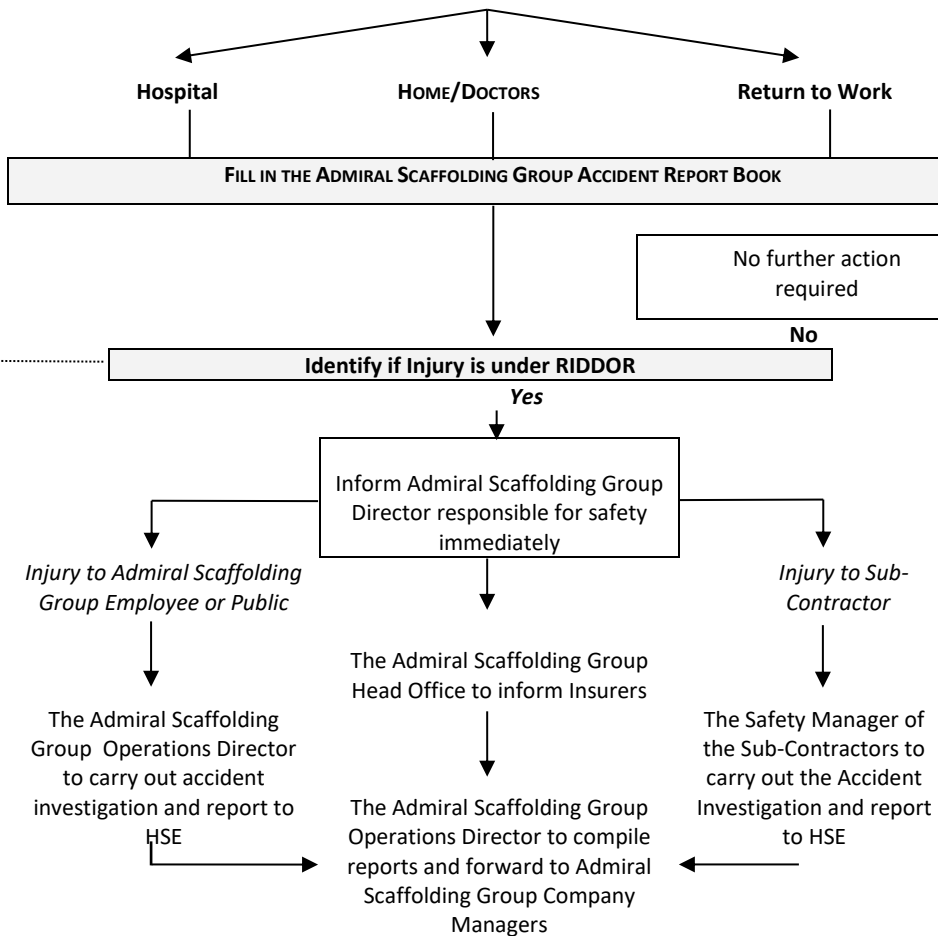 Hospital
HOME/DOCTORS
Return to Work
FILL IN THE ADMIRAL SCAFFOLDING GROUP ACCIDENT REPORT BOOK
No further action
required
No
Identify if Injury is under RIDDOR
Yes
Inform Admiral Scaffolding Group
Director responsible for safety
immediately
Injury to Admiral Scaffolding
Group Employee or Public
Injury to Sub-
Contractor
The Admiral Scaffolding Group
Head Office to inform Insurers
The Admiral Scaffolding
Group Operations Director
to carry out accident
investigation and report to
HSE
The Safety Manager of
the Sub-Contractors to
carry out the Accident
Investigation and report
to HSE
The Admiral Scaffolding Group
Operations Director to compile
reports and forward to Admiral
Scaffolding Group Company
Managers